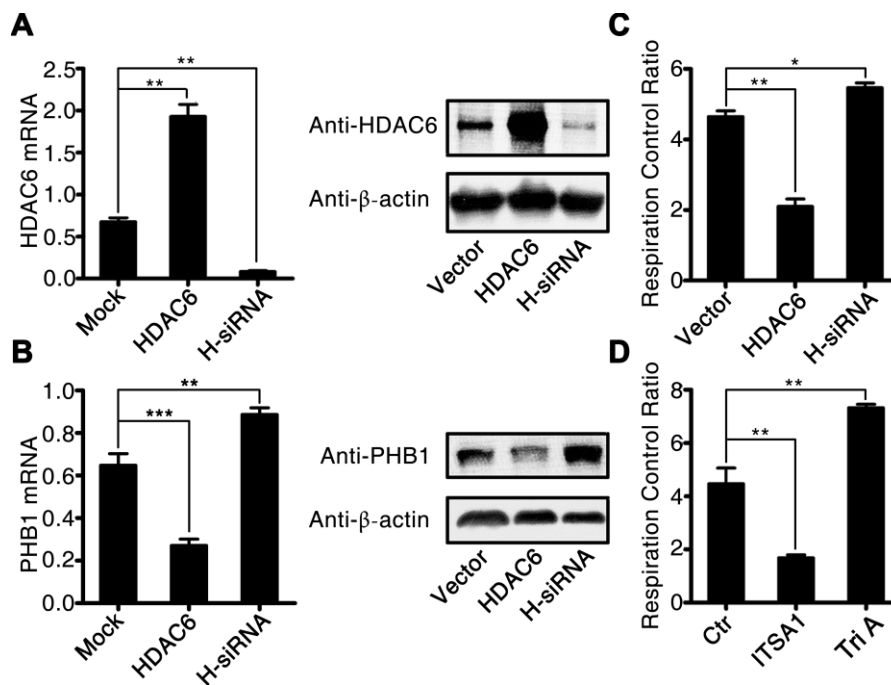 A
HDAC6 mRNA
2.5
2.0
1.5
1.0
0.5
0.0
**
**
Mock
HDAC6
H-siRNA
Anti-HDAC6
Anti-β-actin
Vector
HDAC6
H-siRNA
C
Respiration Control Ratio
6
4
2
0
*
**
Vector
HDAC6
H-siRNA
B
PHB1 mRNA
1.0
0.8
0.6
0.4
0.2
0.0
**
***
Mock
HDAC6
H-siRNA
Anti-PHB1
Anti-β-actin
Vector
HDAC6
H-siRNA
D
Respiration Control Ratio
8
6
4
2
0
**
**
Ctr
ITSA1
Tri A